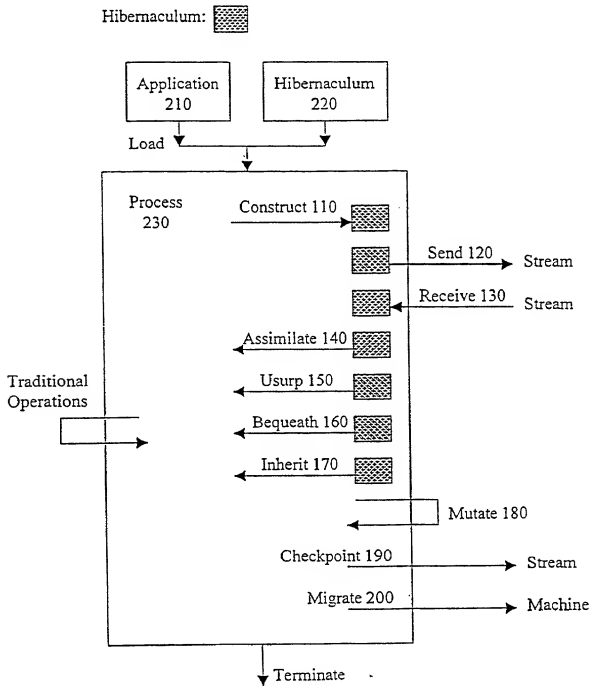 Hibernaculum:
Application
210
Hibernaculum
220
Load
Process
230
Construct 110
Send 120
Stream
Receive 130
Stream
Assimilate 140
Traditional
Operations
Usurp 150
Bequeath 160
Inherit 170
Mutate 180
Checkpoint 190
Stream
Migrate 200
Machine
Terminate